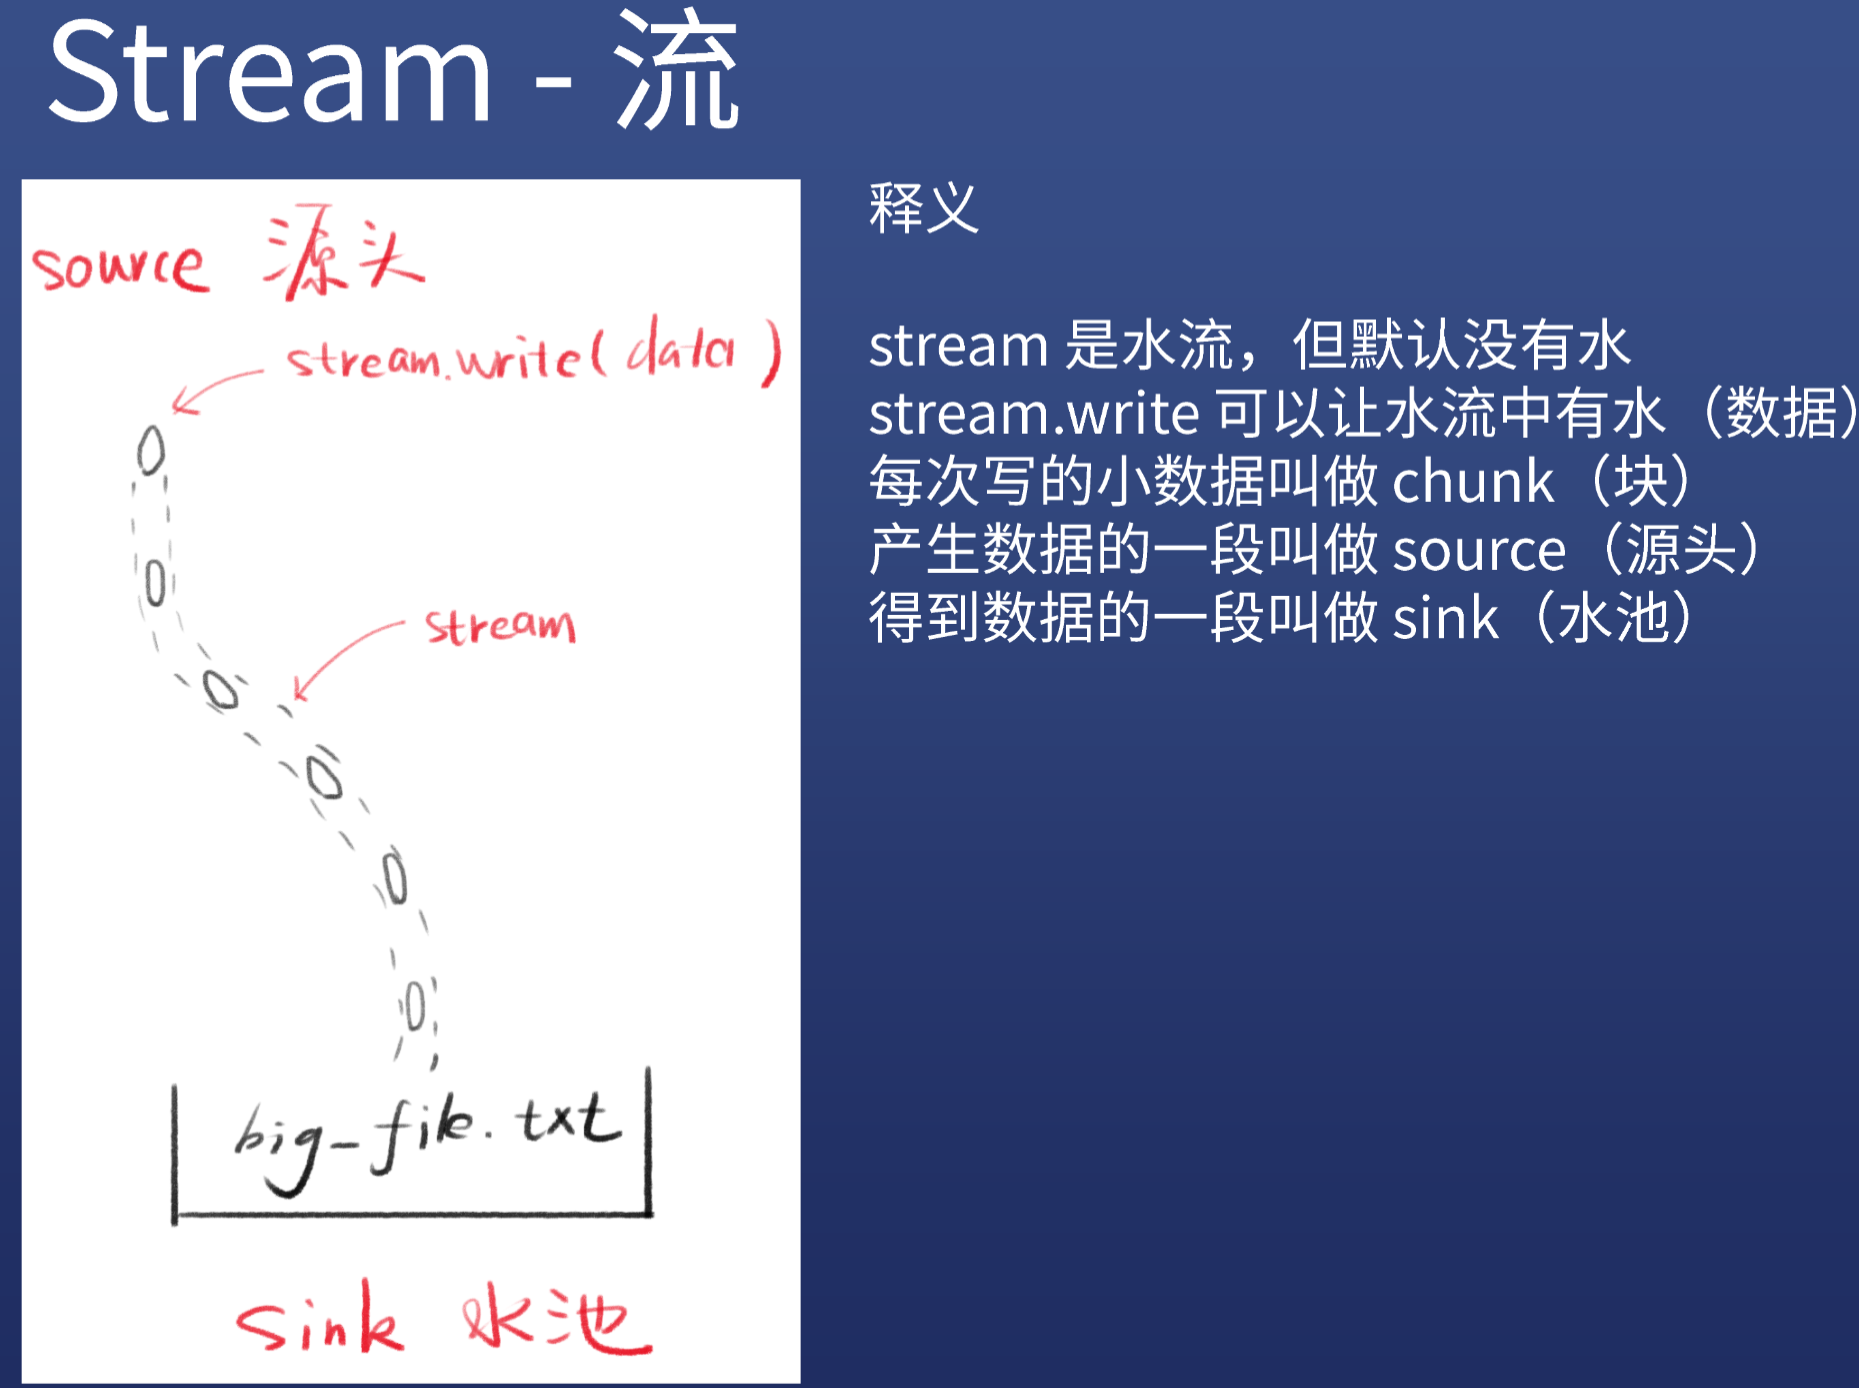 Stream - 流
source 源头
stream.write( data )
stream
big-file.txt
sink 水池
释义
stream 是水流，但默认没有水
stream.write 可以让水流中有水（数据）
每次写的小数据叫做 chunk（块）
产生数据的一段叫做 source（源头）
得到数据的一段叫做 sink（水池）